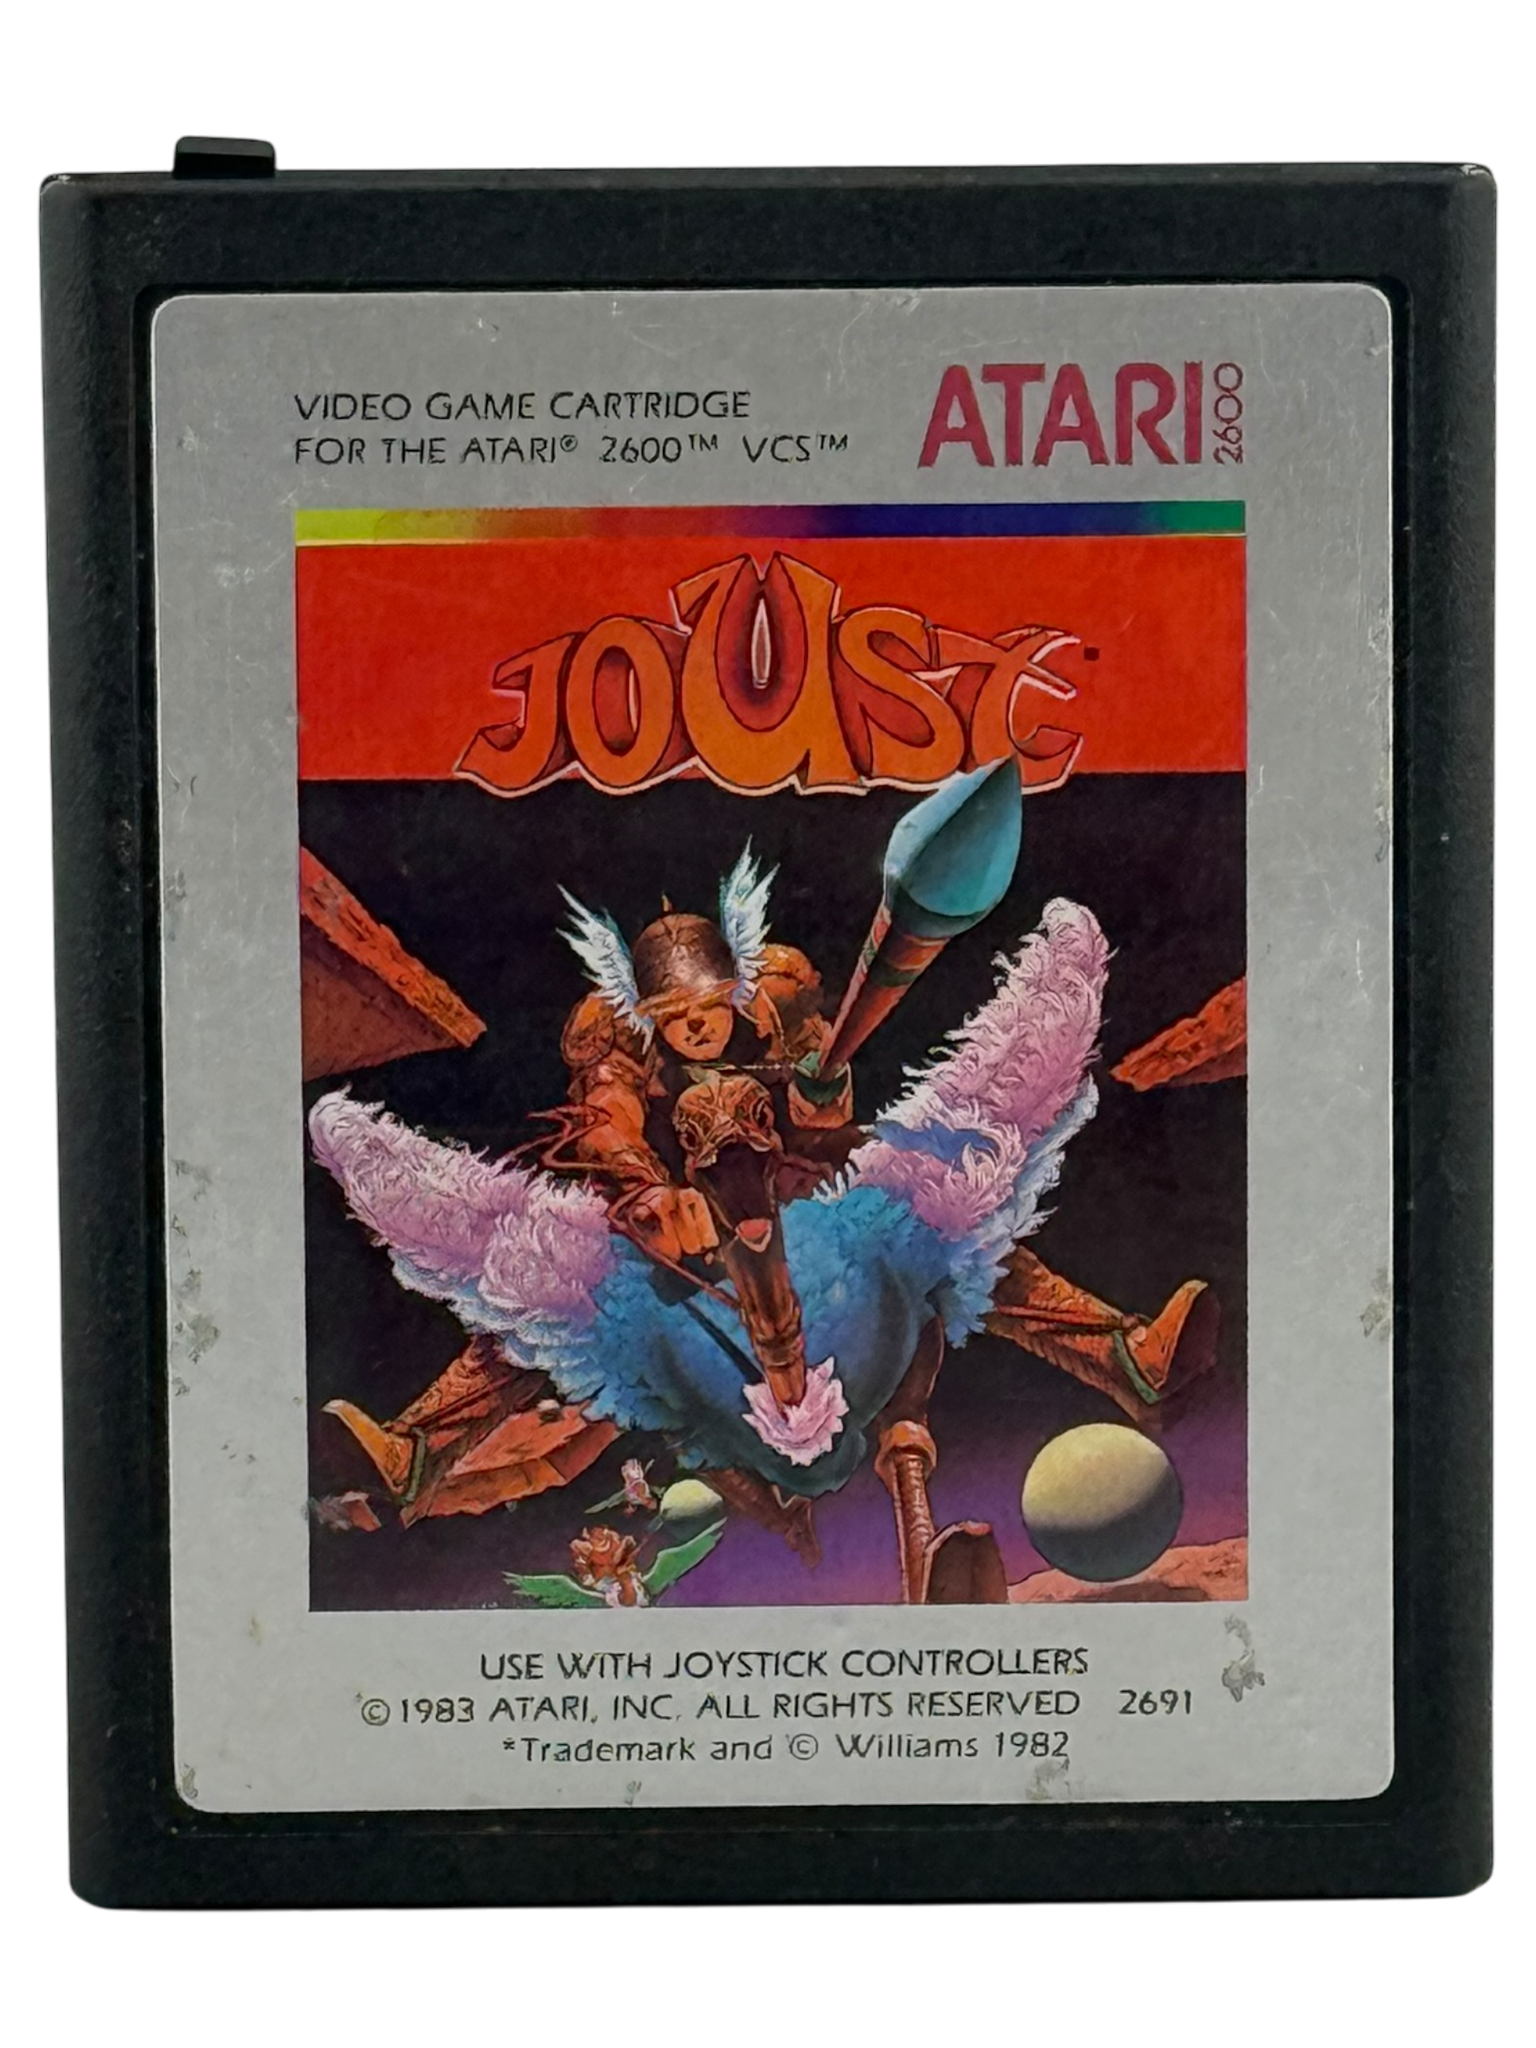 VIDEO GAME CARTRIDGE
FOR THE ATARI® 2600™ VCS™
ATARI 2600
JOUST
USE WITH JOYSTICK CONTROLLERS
© 1983 ATARI, INC. ALL RIGHTS RESERVED 2691
*Trademark and © Williams 1982